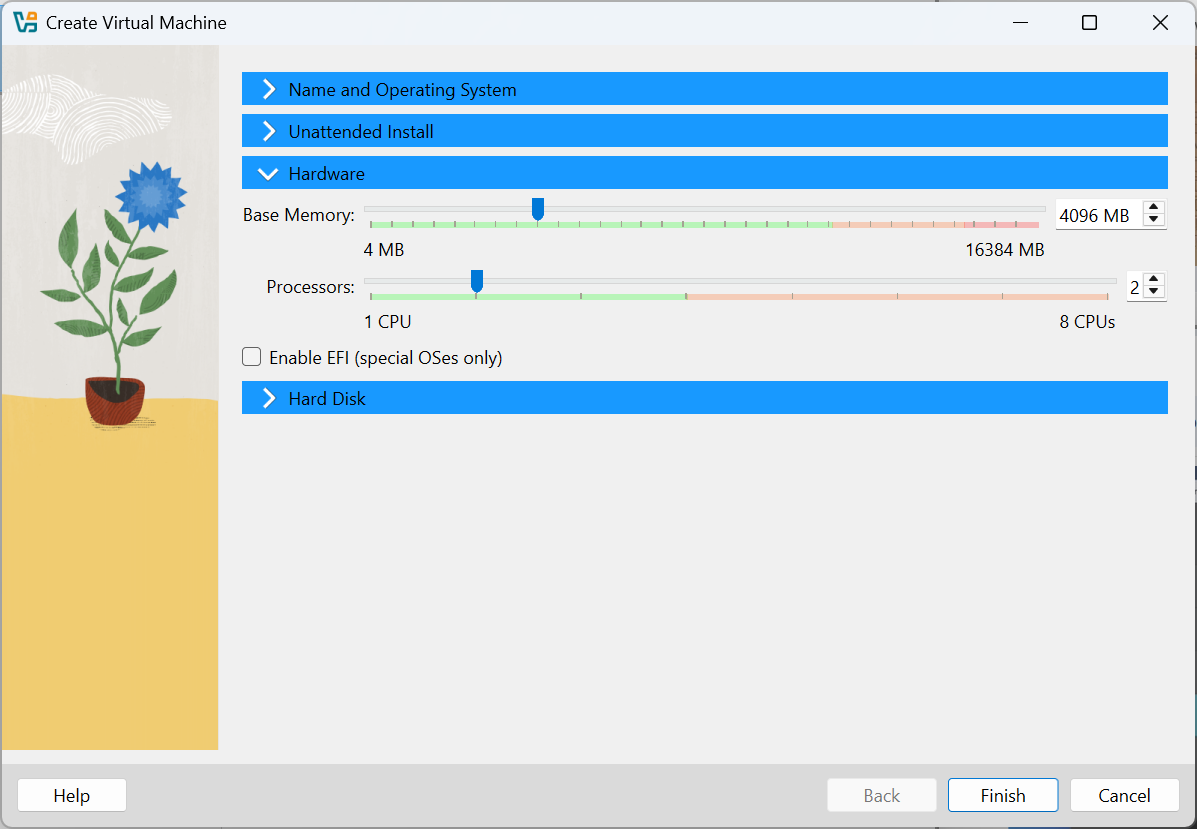 Create Virtual Machine
Name and Operating System
Unattended Install
Hardware
Base Memory: 4096 MB
4 MB 16384 MB
Processors: 2
1 CPU 8 CPUs
Enable EFI (special OSes only)
Hard Disk
Help Back Finish Cancel